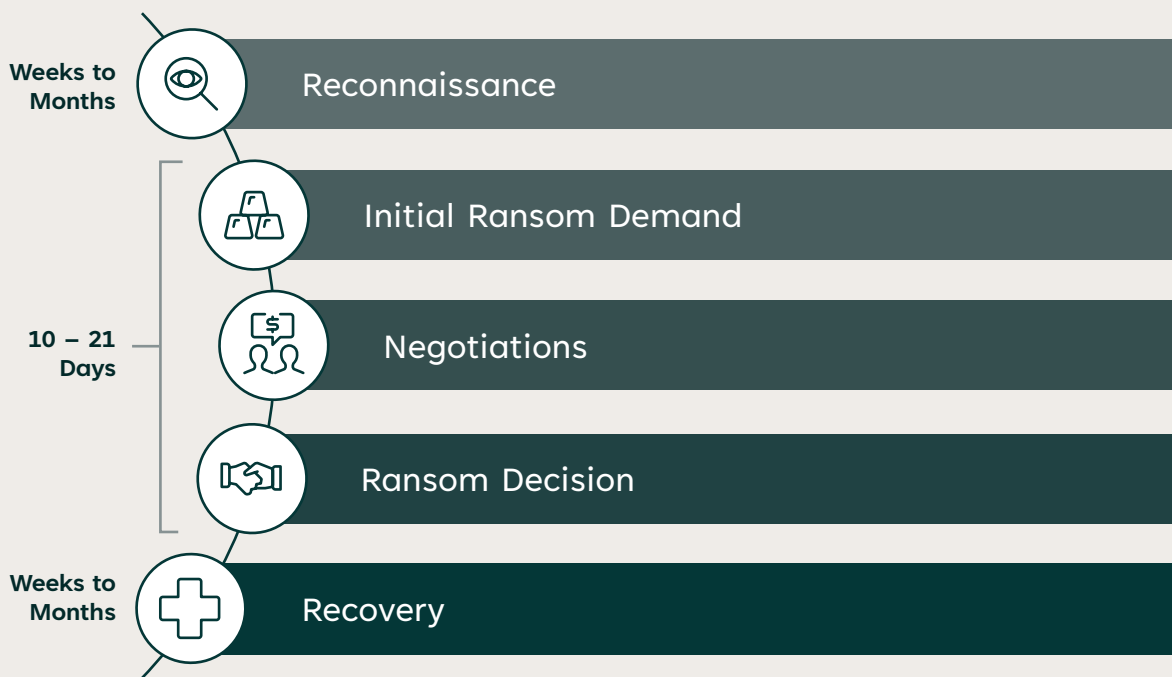 Weeks to
Months
Reconnaissance
Initial Ransom Demand
10 – 21
Days
$
Negotiations
Ransom Decision
Weeks to
Months
Recovery